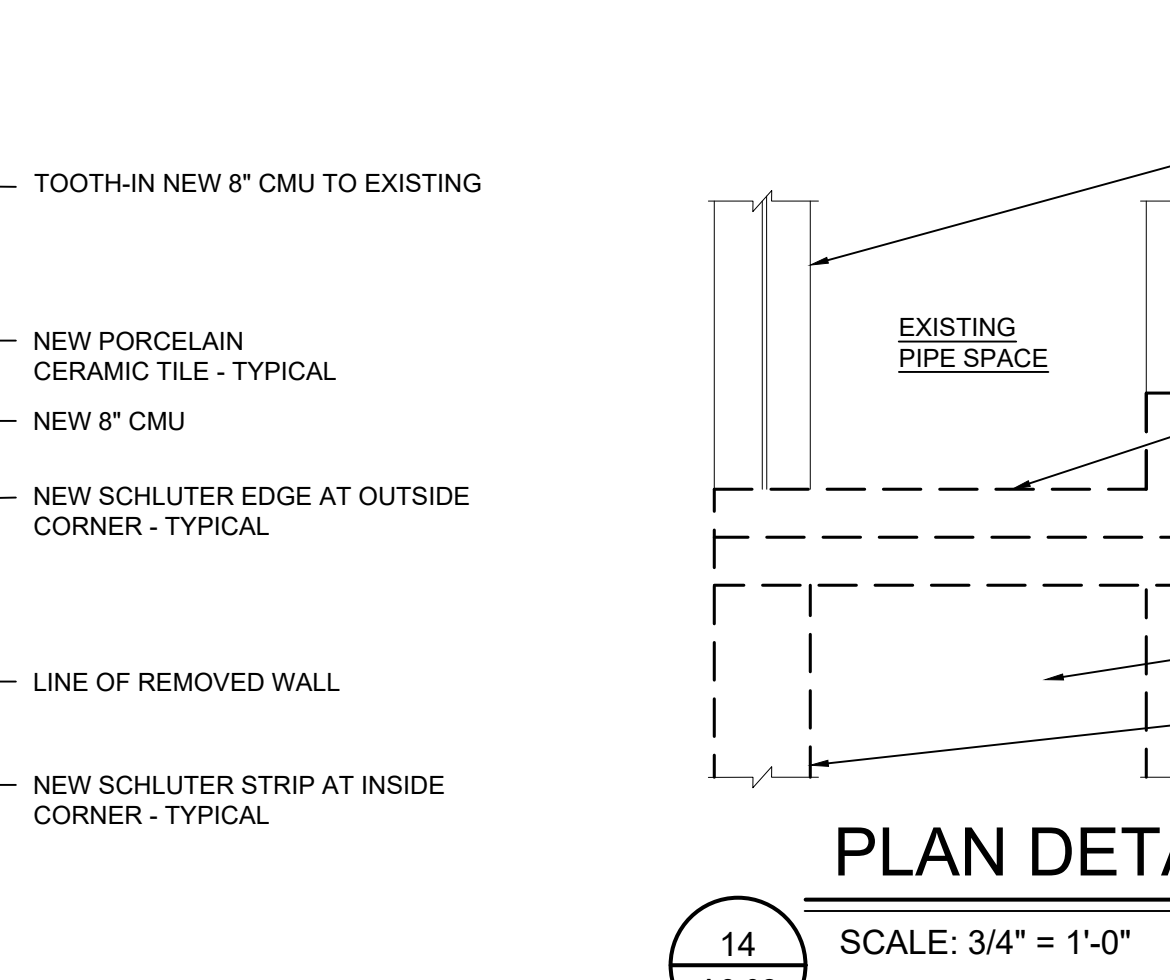 TOOTH-IN NEW 8" CMU TO EXISTING
NEW PORCELAIN
CERAMIC TILE - TYPICAL
NEW 8" CMU
NEW SCHLUTER EDGE AT OUTSIDE
CORNER - TYPICAL
LINE OF REMOVED WALL
NEW SCHLUTER STRIP AT INSIDE
CORNER - TYPICAL
EXISTING
PIPE SPACE
PLAN DETA
14
SCALE: 3/4" = 1'-0"